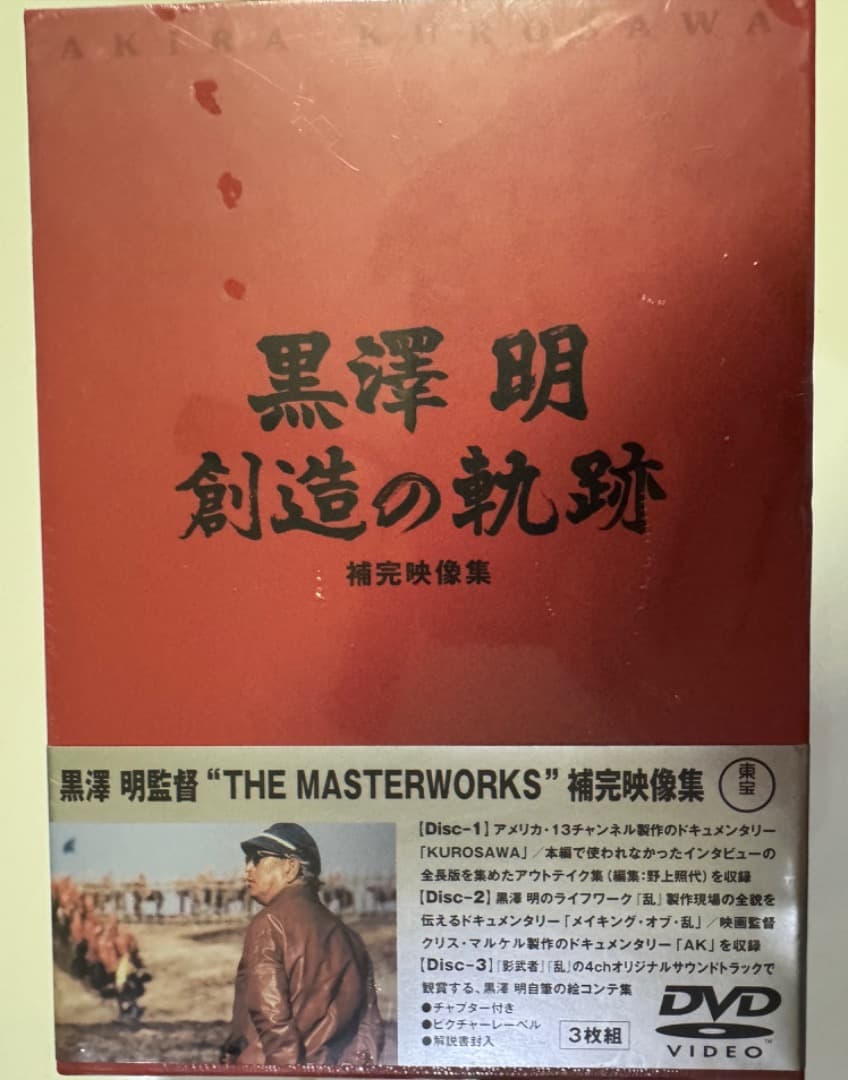 AKIRA KUROSAWA
黒澤 明
創造の軌跡
補完映像集
黒澤 明監督“THE MASTERWORKS”補完映像集
東宝
【Disc-1】アメリカ・13チャンネル製作のドキュメンタリー
「KUROSAWA」／本編で使われなかったインタビューの
全長版を集めたアウトテイク集(編集:野上照代)を収録
【Disc-2】黒澤 明のライフワーク『乱』製作現場の全貌を
伝えるドキュメンタリー「メイキング・オブ・乱」／映画監督
クリス・マルケル製作のドキュメンタリー「AK」を収録
【Disc-3】『影武者』『乱』の4chオリジナルサウンドトラックで
観賞する、黒澤 明自筆の絵コンテ集
●チャプター付き
●ピクチャーレーベル
●解説書封入
3枚組
DVD
VIDEO™